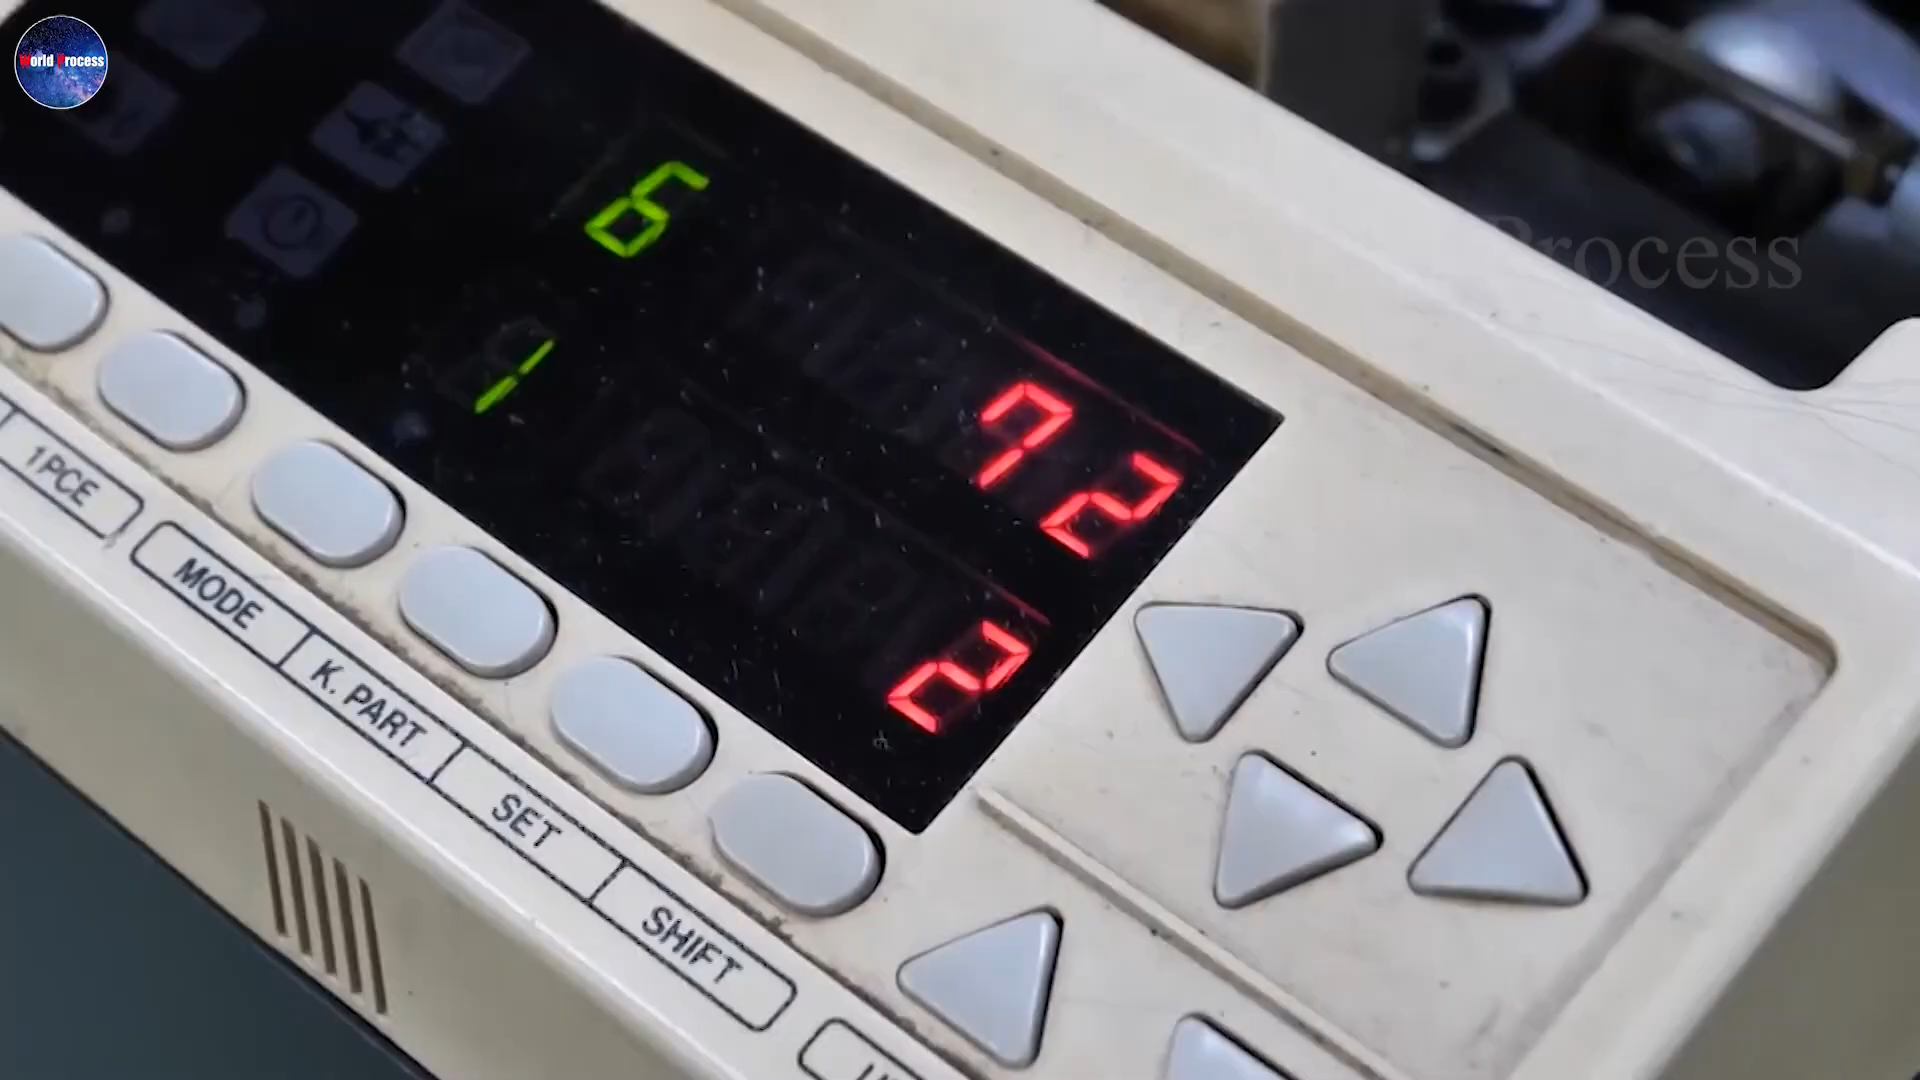 World Process
Process
6
1
72
2
1PCE
MODE
K. PART
SET
SHIFT